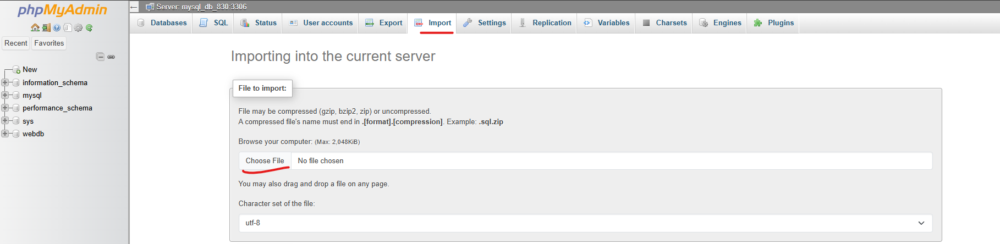 phpMyAdmin
Recent
Favorites
New
information_schema
mysql
performance_schema
sys
webdb
Server: mysql_db_830:3306
Databases
SQL
Status
User accounts
Export
Import
Settings
Replication
Variables
Charsets
Engines
Plugins
Importing into the current server
File to import:
File may be compressed (gzip, bzip2, zip) or uncompressed.
A compressed file's name must end in .[format].[compression]. Example: .sql.zip
Browse your computer: (Max: 2,048KiB)
Choose File No file chosen
You may also drag and drop a file on any page.
Character set of the file:
utf-8